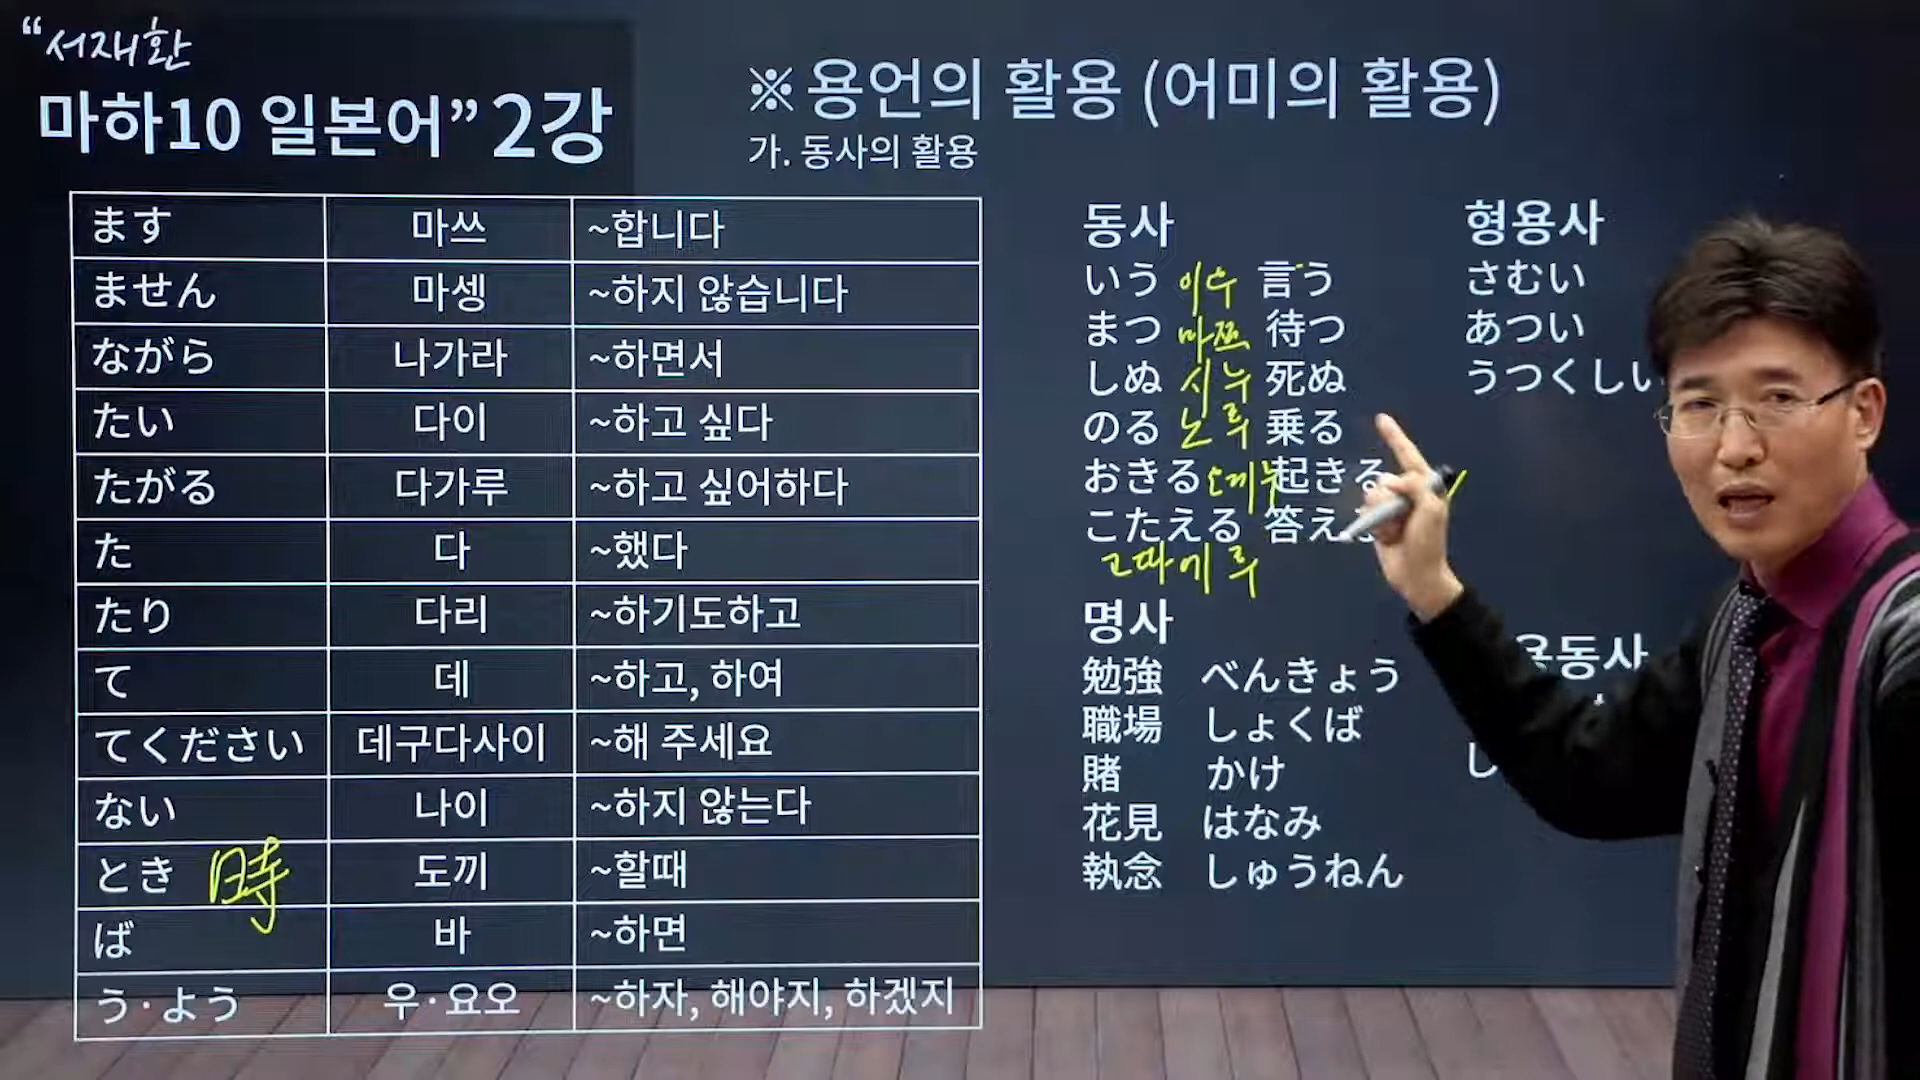 “서재환
마하10 일본어” 2강
※ 용언의 활용 (어미의 활용)
가. 동사의 활용
ます 마쓰 ~합니다
ません 마셍 ~하지 않습니다
ながら 나가라 ~하면서
たい 다이 ~하고 싶다
たがる 다가루 ~하고 싶어하다
た 다 ~했다
たり 다리 ~하기도하고
て 데 ~하고, 하여
てください 데구다사이 ~해 주세요
ない 나이 ~하지 않는다
とき 時 도끼 ~할때
ば 바 ~하면
う·よう 우·요오 ~하자, 해야지, 하겠지
동사
いう 이우 言う
まつ 마쯔 待つ
しぬ 시누 死ぬ
のる 노루 乗る
おきる 起きる
こたえる 答え
고따에루
명사
勉強 べんきょう
職場 しょくば
賭 かけ
花見 はなみ
執念 しゅうねん
형용사
さむい
あつい
うつくしい
용동사
し